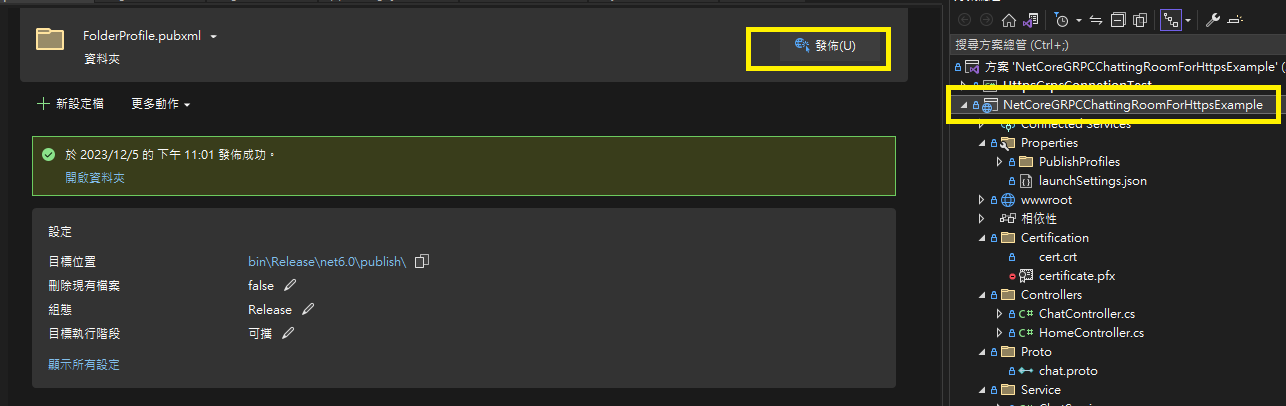 FolderProfile.pubxml
資料夾
發佈(U)
新設定檔
更多動作
於 2023/12/5 的 下午 11:01 發佈成功。
開啟資料夾
設定
目標位置 bin\Release\net6.0\publish\
刪除現有檔案 false
組態 Release
目標執行階段 可攜
顯示所有設定
搜尋方案總管 (Ctrl+;)
方案 'NetCoreGRPCChattingRoomForHttpsExample' (
HttpsGrpcConnetionTest
NetCoreGRPCChattingRoomForHttpsExample
Connected Services
Properties
PublishProfiles
launchSettings.json
wwwroot
相依性
Certification
cert.crt
certificate.pfx
Controllers
C# ChatController.cs
C# HomeController.cs
Proto
chat.proto
Service